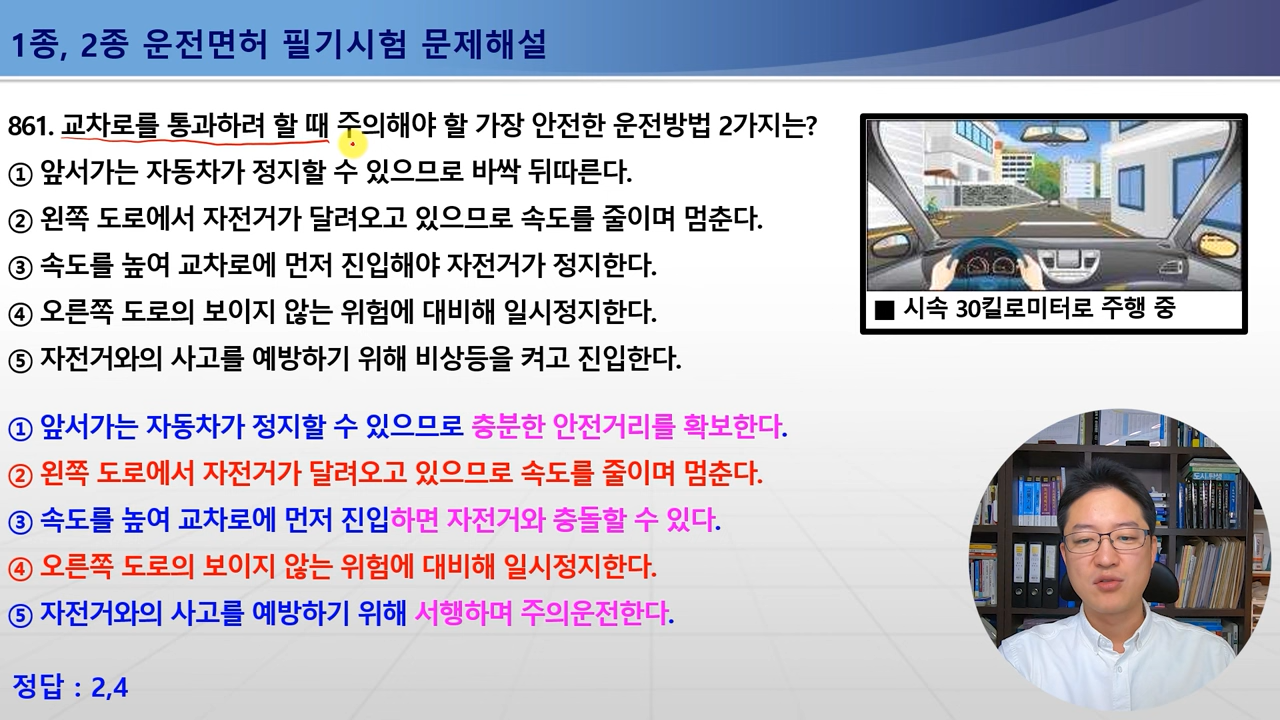 1종, 2종 운전면허 필기시험 문제해설
861. 교차로를 통과하려 할 때 주의해야 할 가장 안전한 운전방법 2가지는?
① 앞서가는 자동차가 정지할 수 있으므로 바싹 뒤따른다.
② 왼쪽 도로에서 자전거가 달려오고 있으므로 속도를 줄이며 멈춘다.
③ 속도를 높여 교차로에 먼저 진입해야 자전거가 정지한다.
④ 오른쪽 도로의 보이지 않는 위험에 대비해 일시정지한다.
⑤ 자전거와의 사고를 예방하기 위해 비상등을 켜고 진입한다.
■ 시속 30킬로미터로 주행 중
① 앞서가는 자동차가 정지할 수 있으므로 충분한 안전거리를 확보한다.
② 왼쪽 도로에서 자전거가 달려오고 있으므로 속도를 줄이며 멈춘다.
③ 속도를 높여 교차로에 먼저 진입하면 자전거와 충돌할 수 있다.
④ 오른쪽 도로의 보이지 않는 위험에 대비해 일시정지한다.
⑤ 자전거와의 사고를 예방하기 위해 서행하며 주의운전한다.
정답 : 2,4